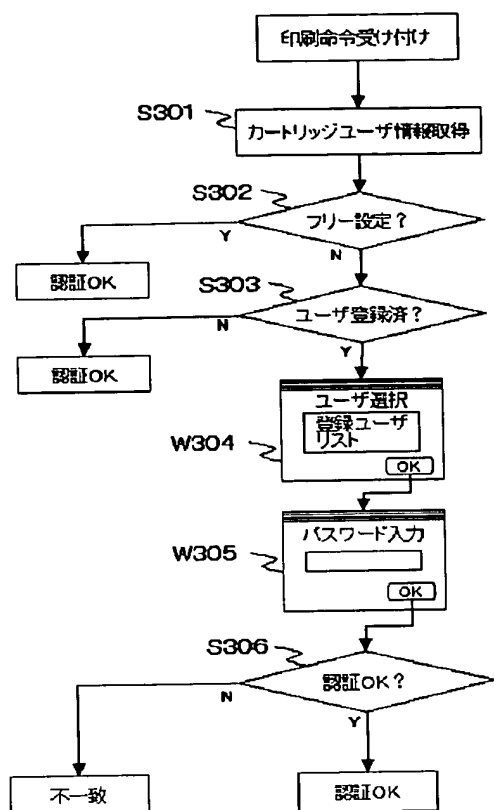 印刷命令受け付け
S301
カートリッジユーザ情報取得
S302
フリー設定?
Y
N
認証OK
S303
ユーザ登録済?
N
Y
認証OK
ユーザ選択
登録ユーザ
リスト
W304
OK
パスワード入力
W305
OK
S306
認証OK?
N
Y
不一致
認証OK